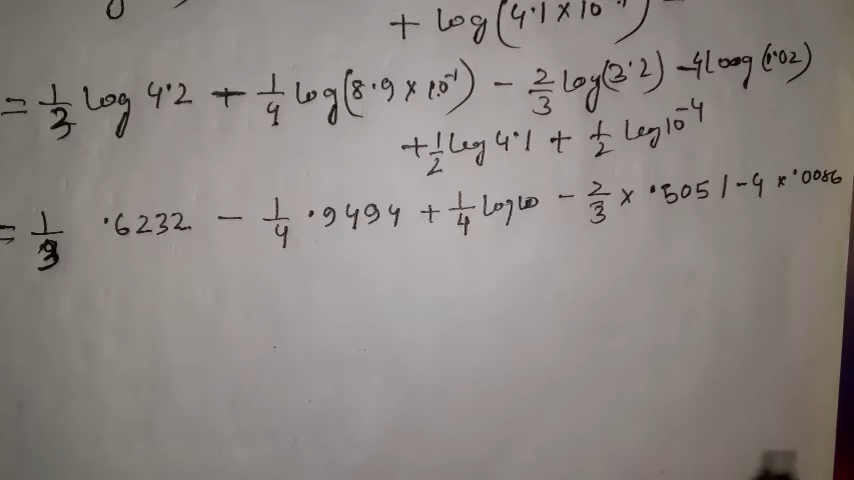 + log(4.1 × 10
= 1/3 log 4.2 + 1/4 log(8.9 × 10⁻¹) − 2/3 log(3.2) − 4 loog (1.02)
+ 1/2 log 4.1 + 1/2 log 10⁻⁴
= 1/3 .6232 − 1/4 .9494 + 1/4 log 10 − 2/3 × .5051 − 4 × .0086